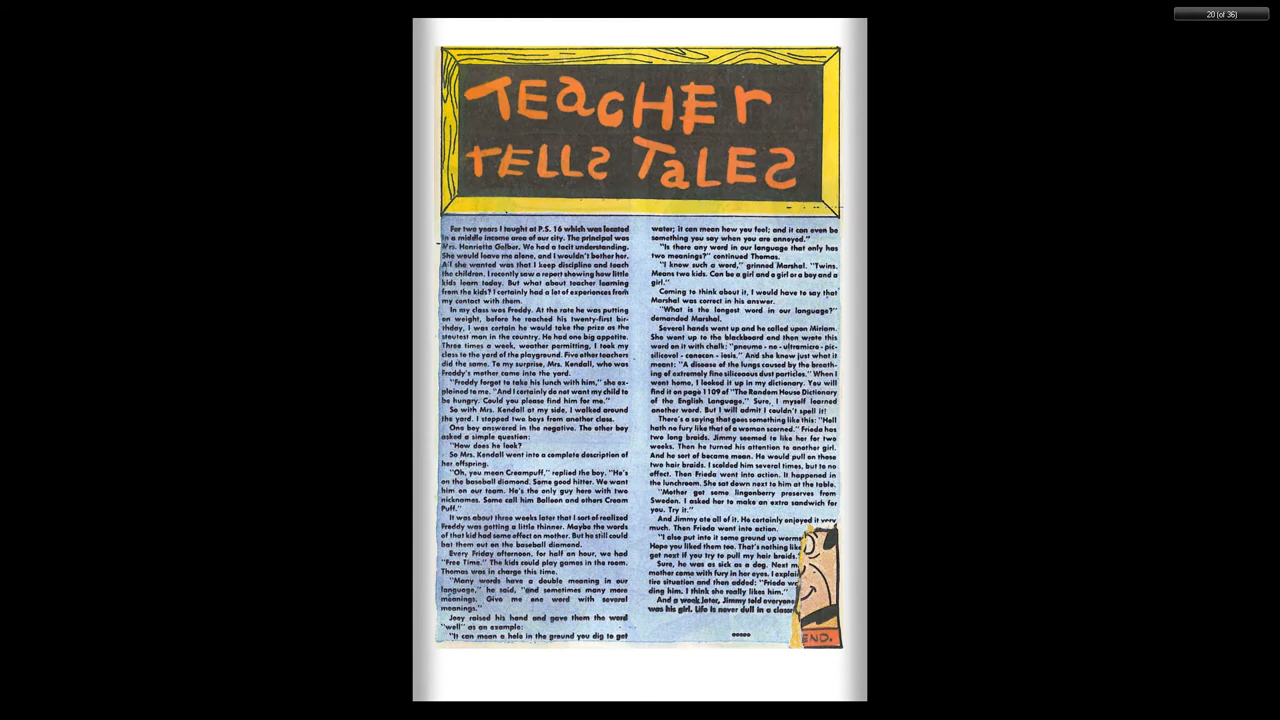 20 (of 36)
TEacHEr
TELLS TaLES
For two years I taught at P.S. 16 which was located
in a middle income area of our city. The principal was
Mrs. Henrietta Gelber. We had a tacit understanding.
She would leave me alone, and I wouldn't bother her.
All she wanted was that I keep discipline and teach
the children. I recently saw a report showing how little
kids learn today. But what about teacher learning
from the kids? I certainly had a lot of experiences from
my contact with them.
In my class was Freddy. At the rate he was putting
on weight, before he reached his twenty-first bir-
thday, I was certain he would take the prize as the
stoutest man in the country. He had one big appetite.
Three times a week, weather permitting, I took my
class to the yard of the playground. Five other teachers
did the same. To my surprise, Mrs. Kendall, who was
Freddy's mother came into the yard.
"Freddy forgot to take his lunch with him," she ex-
plained to me. "And I certainly do not want my child to
be hungry. Could you please find him for me."
So with Mrs. Kendall at my side, I walked around
the yard. I stopped two boys from another class.
One boy answered in the negative. The other boy
asked a simple question:
"How does he look?
So Mrs. Kendall went into a complete description of
her offspring.
"Oh, you mean Creampuff," replied the boy. "He's
on the baseball diamond. Some good hitter. We want
him on our team. He's the only guy here with two
nicknames. Some call him Balloon and others Cream
Puff."
It was about three weeks later that I sort of realized
Freddy was getting a little thinner. Maybe the words
of that kid had some effect on mother. But he still could
bat them out on the baseball diamond.
Every Friday afternoon, for half an hour, we had
"Free Time." The kids could play games in the room.
Thomas was in charge this time.
"Many words have a double meaning in our
language," he said, "and sometimes many more
meanings. Give me one word with several
meanings."
Joey raised his hand and gave them the word
"well" as an example:
"It can mean a hole in the ground you dig to get
water; it can mean how you feel; and it can even be
something you say when you are annoyed."
"Is there any word in our language that only has
two meanings?" continued Thomas.
"I know such a word," grinned Marshal. "Twins.
Means two kids. Can be a girl and a girl or a boy and a
girl."
Coming to think about it, I would have to say that
Marshal was correct in his answer.
"What is the longest word in our language?"
demanded Marshal.
Several hands went up and he called upon Miriam.
She went up to the blackboard and then wrote this
word on it with chalk: "pneume - no - ultramicro - pic-
silicovol - canocon - iosis." And she knew just what it
meant: "A disease of the lungs caused by the breath-
ing of extremely fine silicosous dust particles." When I
went home, I looked it up in my dictionary. You will
find it on page 1109 of "The Random House Dictionary
of the English Language." Sure, I myself learned
another word. But I will admit I couldn't spell it!
There's a saying that goes something like this: "Hell
hath no fury like that of a woman scorned." Frieda has
two long braids. Jimmy seemed to like her for two
weeks. Then he turned his attention to another girl.
And he sort of became mean. He would pull on those
two hair braids. I scolded him several times, but to no
effect. Then Frieda went into action. It happened in
the lunchroom. She sat down next to him at the table.
"Mother got some lingonberry preserves from
Sweden. I asked her to make an extra sandwich for
you. Try it."
And Jimmy ate all of it. He certainly enjoyed it very
much. Then Frieda went into action.
"I also put into it some ground up worms
Hope you liked them too. That's nothing like
get next if you try to pull my hair braids.
Sure, he was as sick as a dog. Next m
mother came with fury in her eyes. I explai
tire situation and then added: "Frieda wa
ding him. I think she really likes him."
And a week later, Jimmy told everyone
was his girl. Life is never dull in a classr
END.